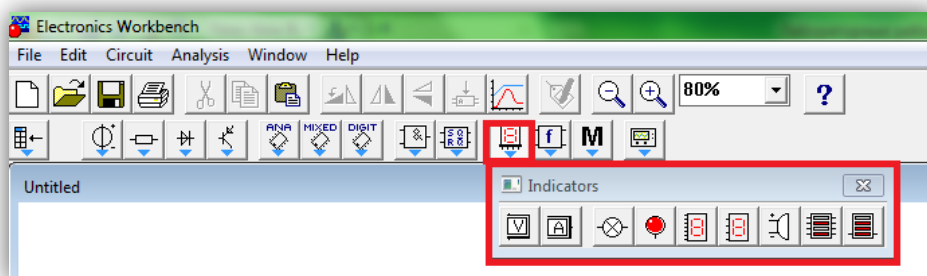 Electronics Workbench
File Edit Circuit Analysis Window Help
80% ?
ANA MIXED DIGIT & f M
Untitled
Indicators
V A